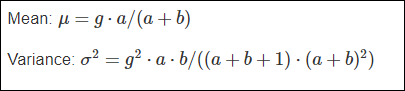 Mean: μ = g · a/(a + b)
Variance: σ² = g² · a · b/((a + b + 1) · (a + b)²)